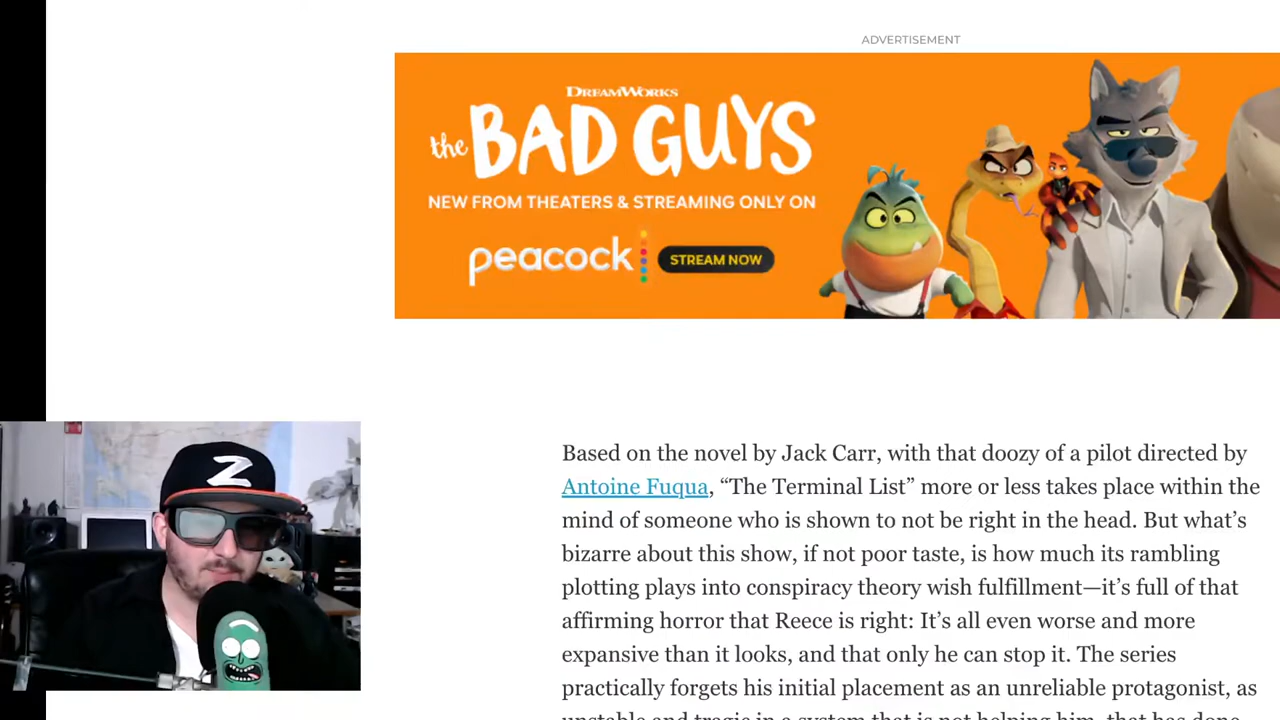 ADVERTISEMENT
DREAMWORKS
the BAD GUYS
NEW FROM THEATERS & STREAMING ONLY ON
peacock STREAM NOW
Z
Based on the novel by Jack Carr, with that doozy of a pilot directed by
Antoine Fuqua, “The Terminal List” more or less takes place within the
mind of someone who is shown to not be right in the head. But what’s
bizarre about this show, if not poor taste, is how much its rambling
plotting plays into conspiracy theory wish fulfillment—it’s full of that
affirming horror that Reece is right: It’s all even worse and more
expansive than it looks, and that only he can stop it. The series
practically forgets his initial placement as an unreliable protagonist, as
unstable and tragic in a system that is not helping him, that has done